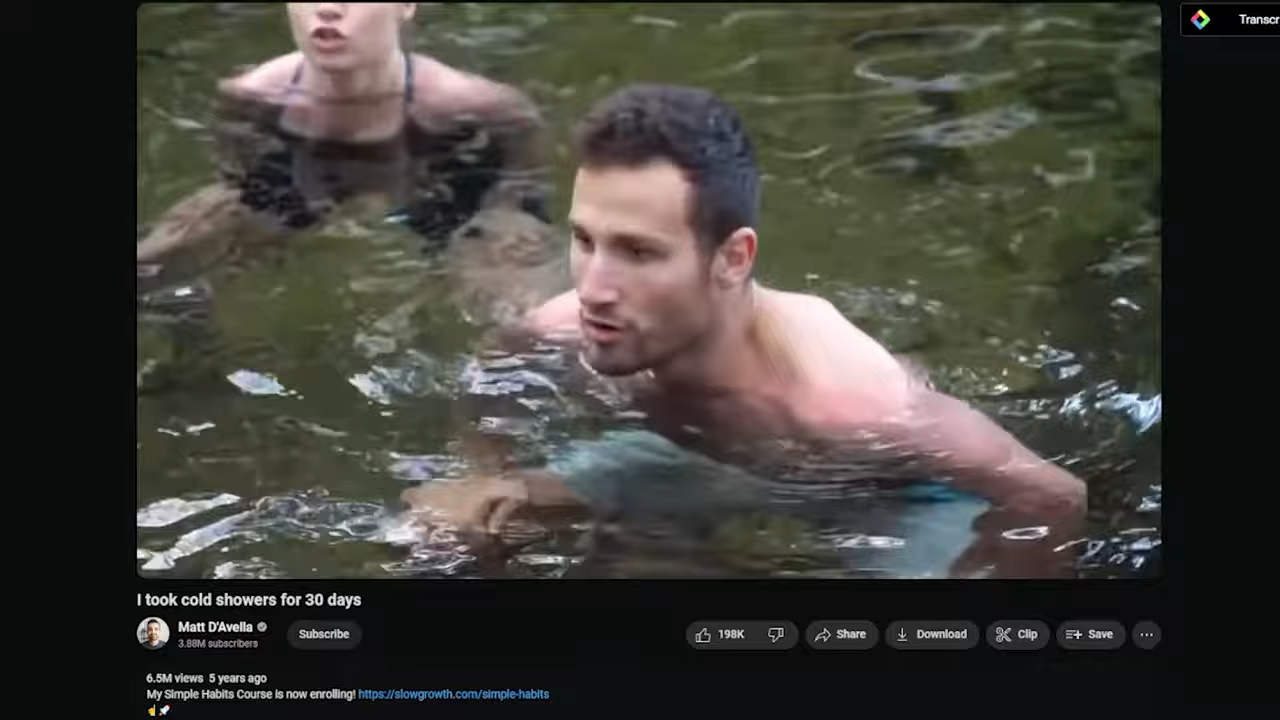 Transcr
I took cold showers for 30 days
Matt D'Avella
3.88M subscribers
Subscribe
198K
Share
Download
Clip
Save
6.5M views 5 years ago
My Simple Habits Course is now enrolling! https://slowgrowth.com/simple-habits